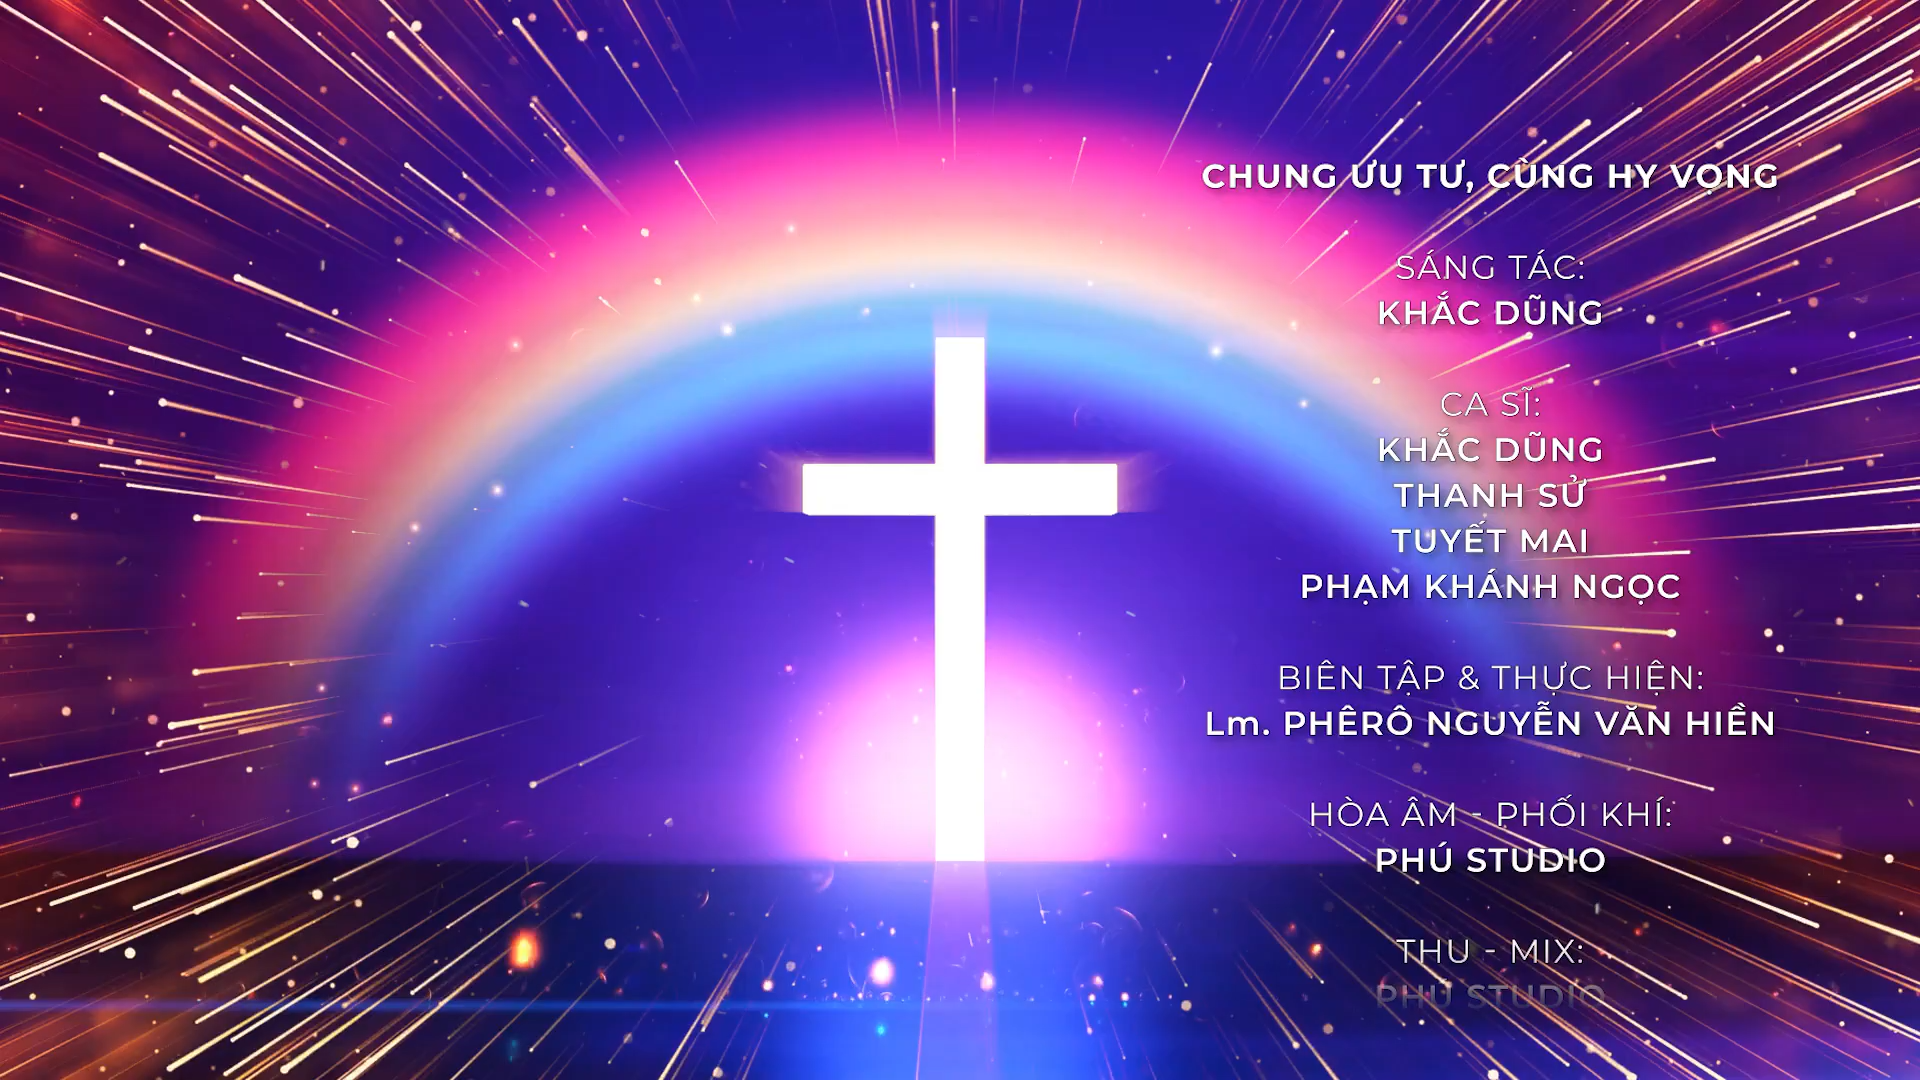 CHUNG ƯU TƯ, CÙNG HY VỌNG
SÁNG TÁC:
KHẮC DŨNG
CA SĨ:
KHẮC DŨNG
THANH SỬ
TUYẾT MAI
PHẠM KHÁNH NGỌC
BIÊN TẬP & THỰC HIỆN:
Lm. PHÊRÔ NGUYỄN VĂN HIỀN
HÒA ÂM - PHỐI KHÍ:
PHÚ STUDIO
THU - MIX:
PHÚ STUDIO